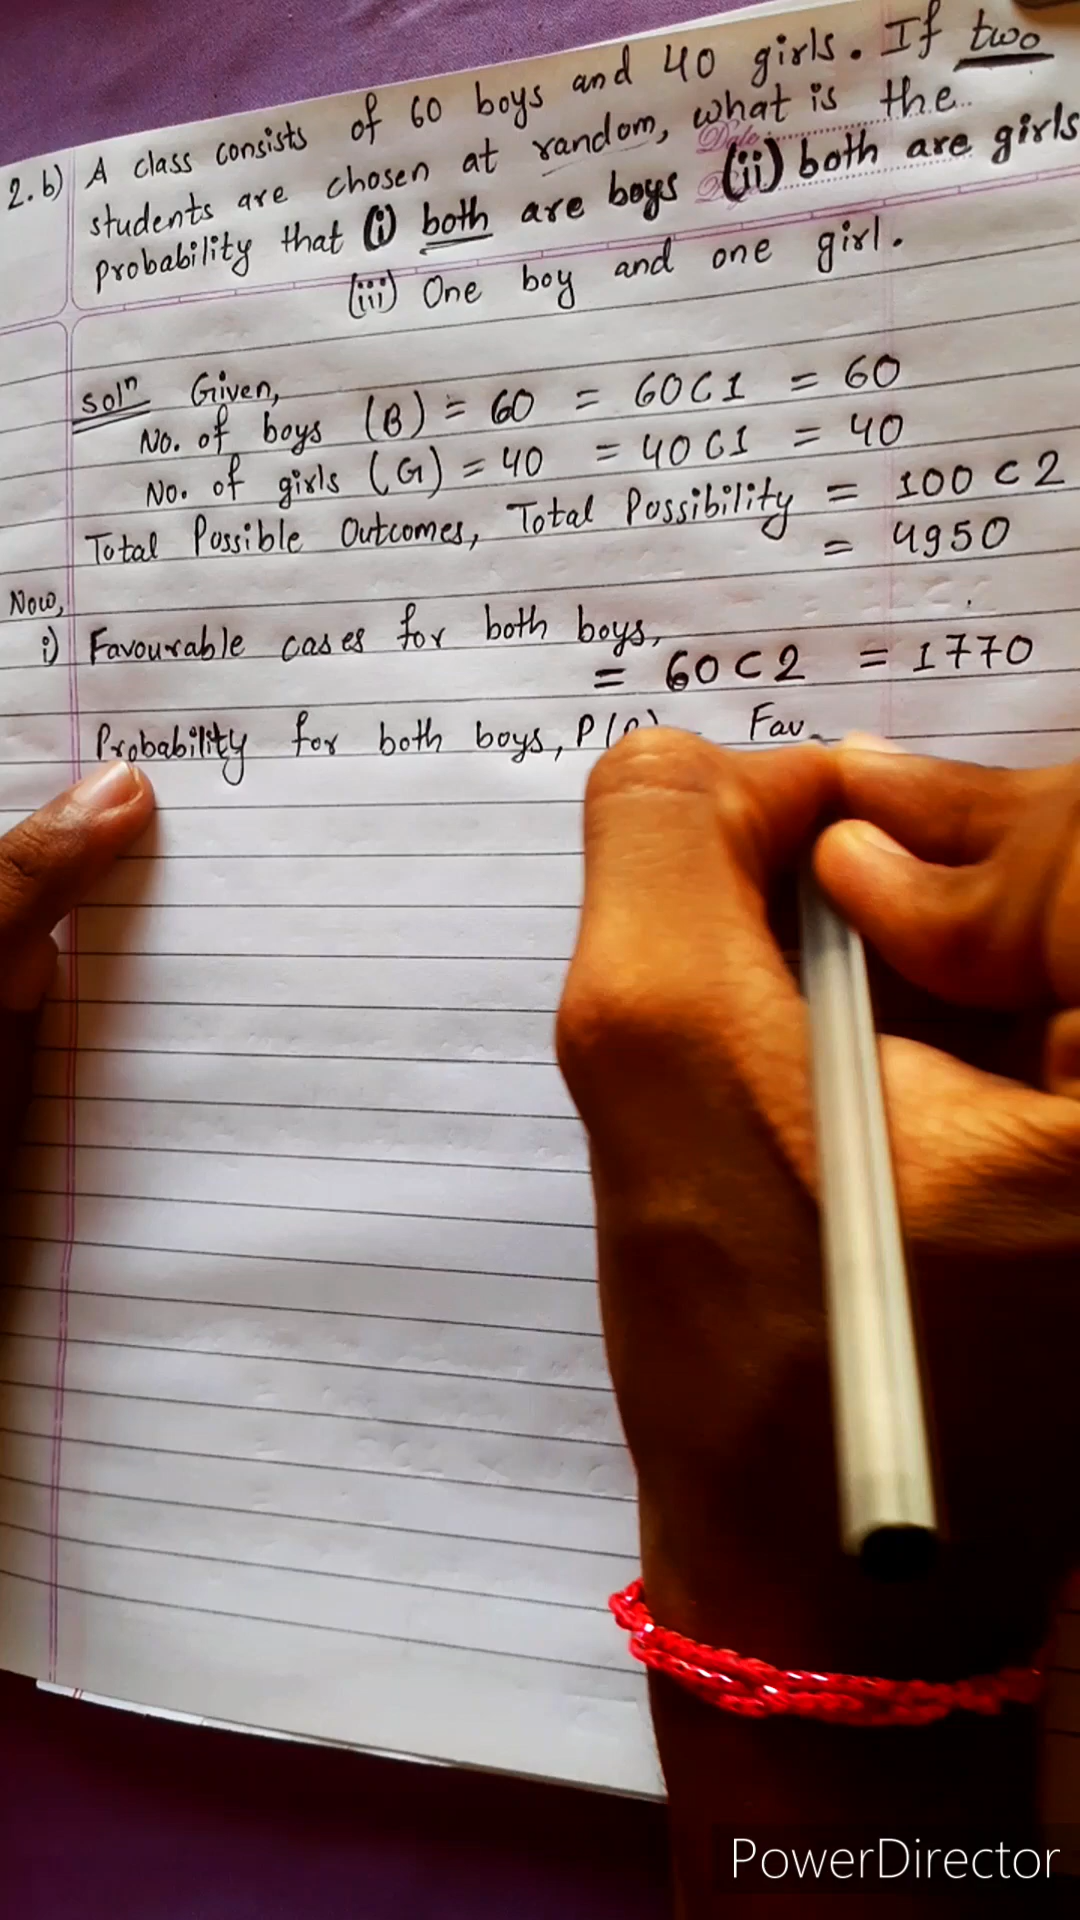 2.b) A class consists of 60 boys and 40 girls. If two
students are chosen at random, what is the
probability that (i) both are boys (ii) both are girls
(iii) One boy and one girl.
Soln Given,
No. of boys (B) = 60 = 60C1 = 60
No. of girls (G) = 40 = 40C1 = 40
Total Possible Outcomes, Total Possibility = 100C2
= 4950
Now,
i) Favourable cases for both boys,
= 60C2 = 1770
Probability for both boys, P( Fav.
PowerDirector